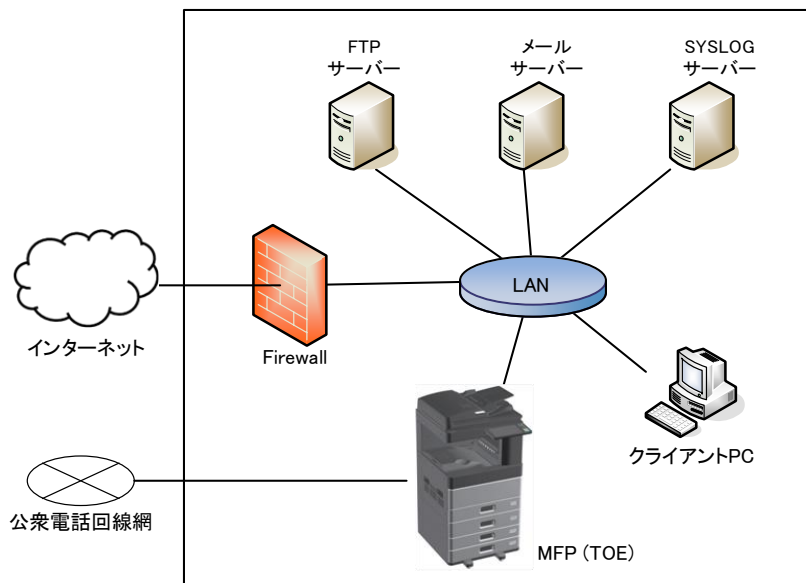 FTP
サーバー
メール
サーバー
SYSLOG
サーバー
LAN
インターネット
Firewall
クライアントPC
公衆電話回線網
MFP (TOE)